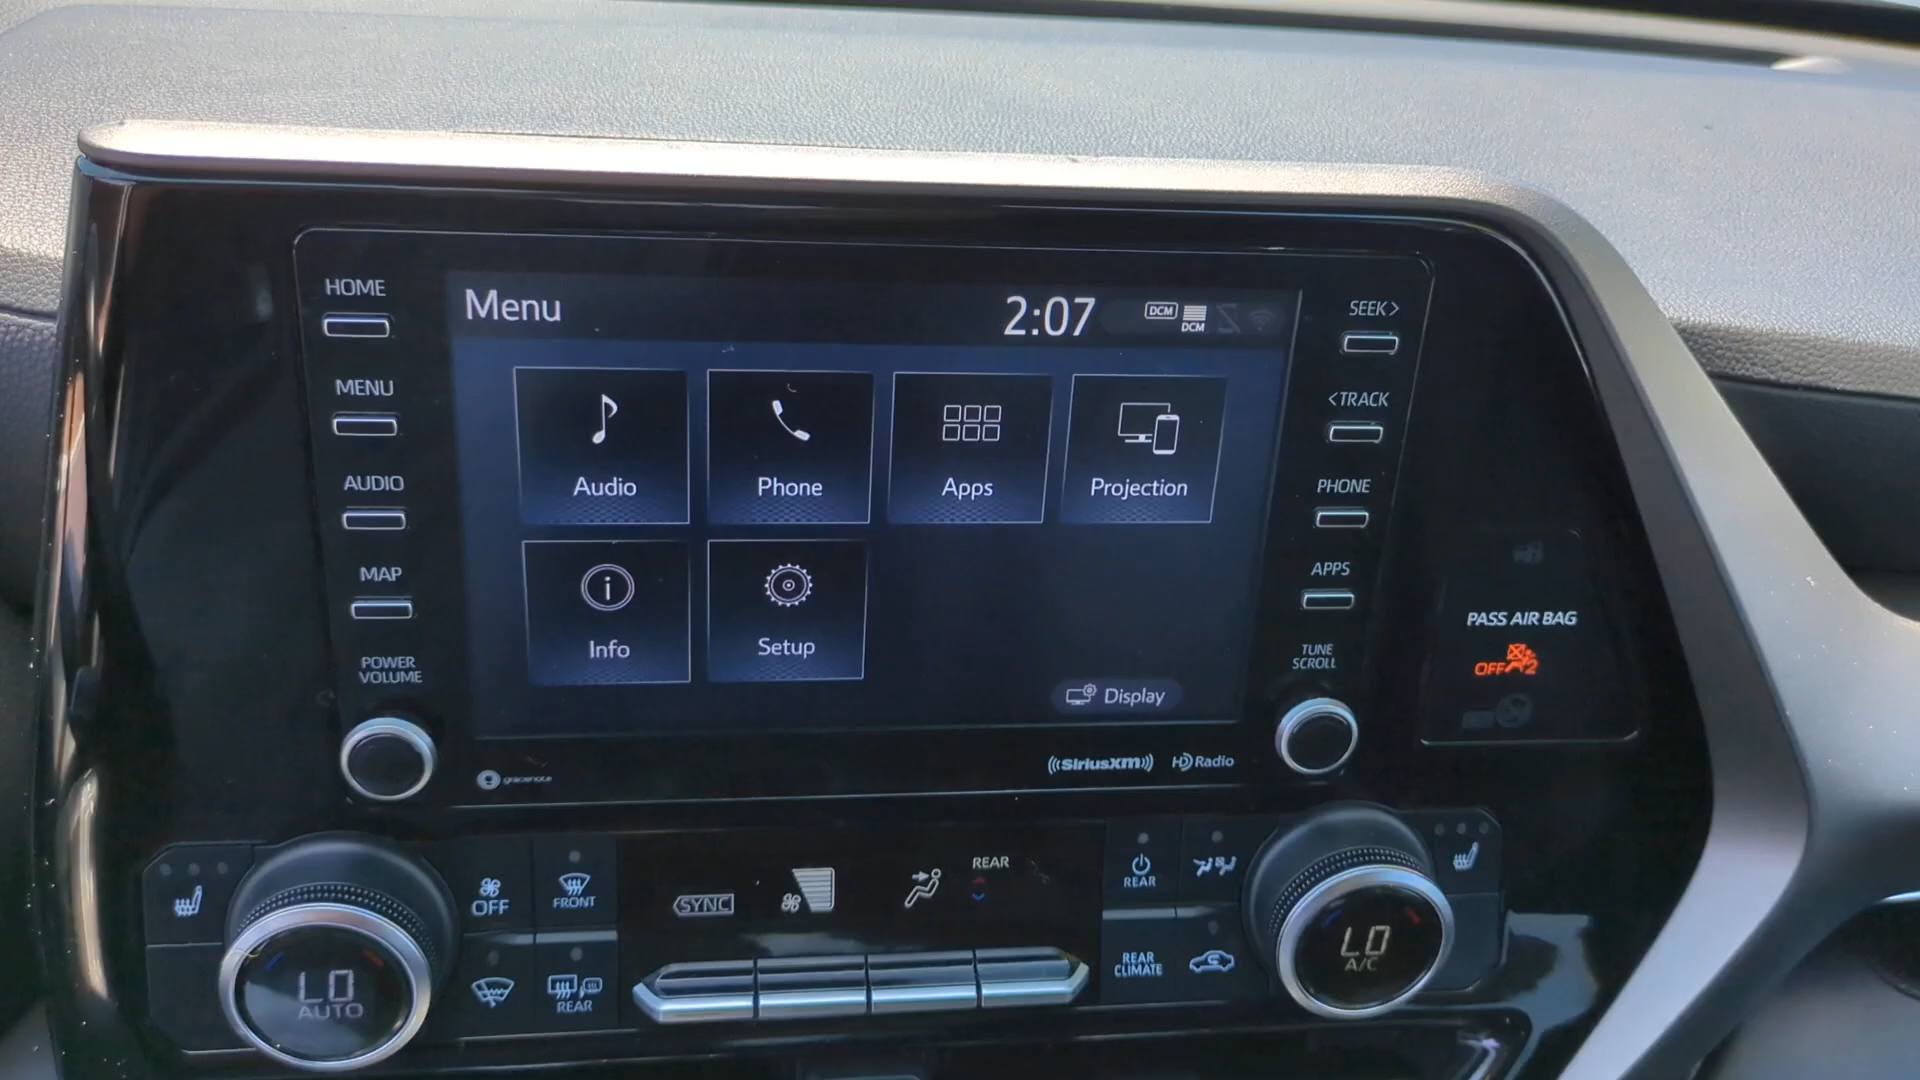 HOME
MENU
AUDIO
MAP
POWER
VOLUME
Menu
2:07
DCM
DCM
Audio
Phone
Apps
Projection
Info
Setup
Display
gracenote
((SiriusXM))
HD Radio
SEEK>
<TRACK
PHONE
APPS
TUNE
SCROLL
PASS AIR BAG
OFF 2
LO
AUTO
OFF
FRONT
REAR
SYNC
REAR
REAR
REAR
CLIMATE
LO
A/C